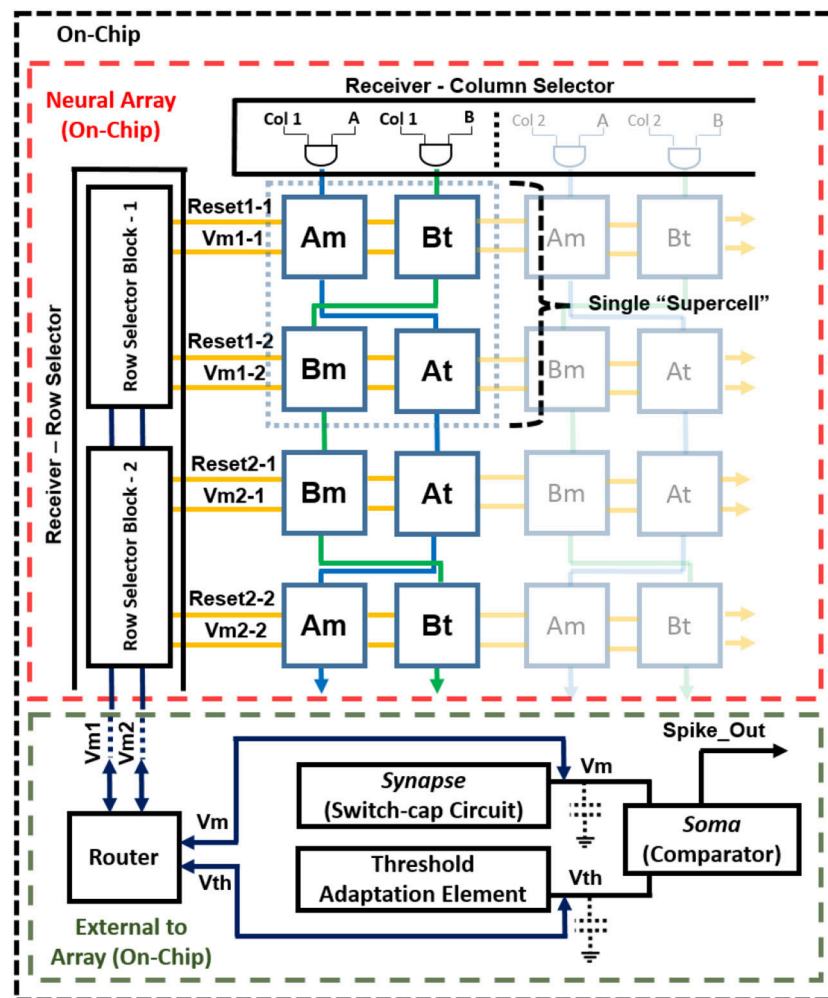 On-Chip
Neural Array
(On-Chip)
Receiver - Column Selector
Col 1 A Col 1 B Col 2 A Col 2 B
Receiver – Row Selector
Row Selector Block - 1
Reset1-1
Vm1-1
Am Bt Am Bt
Single “Supercell”
Reset1-2
Vm1-2
Bm At Bm At
Row Selector Block - 2
Reset2-1
Vm2-1
Bm At Bm At
Reset2-2
Vm2-2
Am Bt Am Bt
Vm1
Vm2
Spike_Out
Router
Vm
Vth
Synapse
(Switch-cap Circuit)
Vm
Threshold
Adaptation Element
Vth
Soma
(Comparator)
External to
Array (On-Chip)